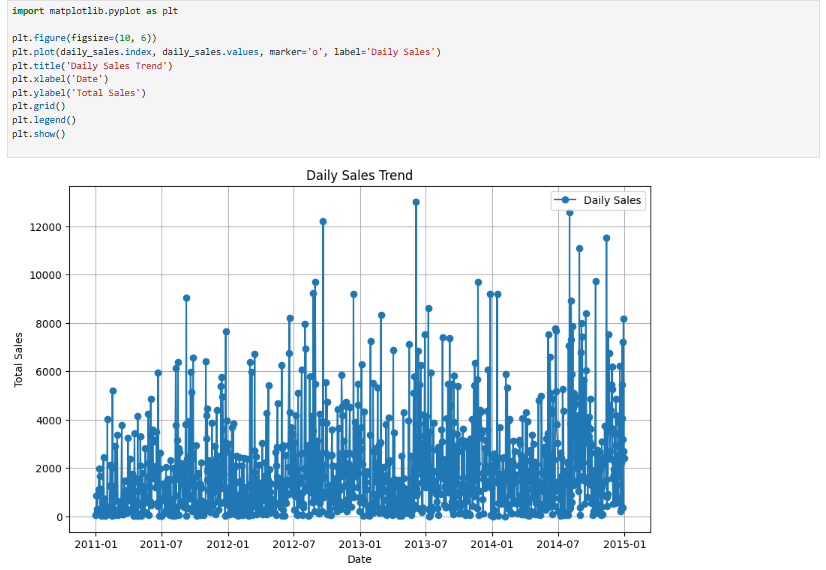 import matplotlib.pyplot as plt
plt.figure(figsize=(10, 6))
plt.plot(daily_sales.index, daily_sales.values, marker='o', label='Daily Sales')
plt.title('Daily Sales Trend')
plt.xlabel('Date')
plt.ylabel('Total Sales')
plt.grid()
plt.legend()
plt.show()
Daily Sales Trend
Daily Sales
12000
10000
8000
6000
4000
2000
0
Total Sales
2011-01 2011-07 2012-01 2012-07 2013-01 2013-07 2014-01 2014-07 2015-01
Date